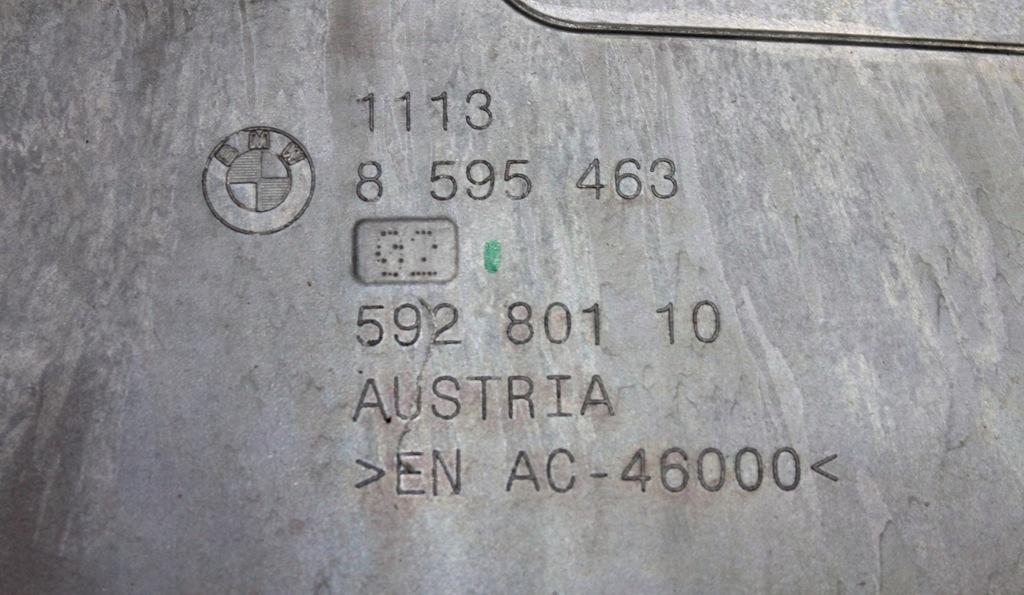 BMW
1113
8 595 463
592 801 10
AUSTRIA
>EN AC-46000<